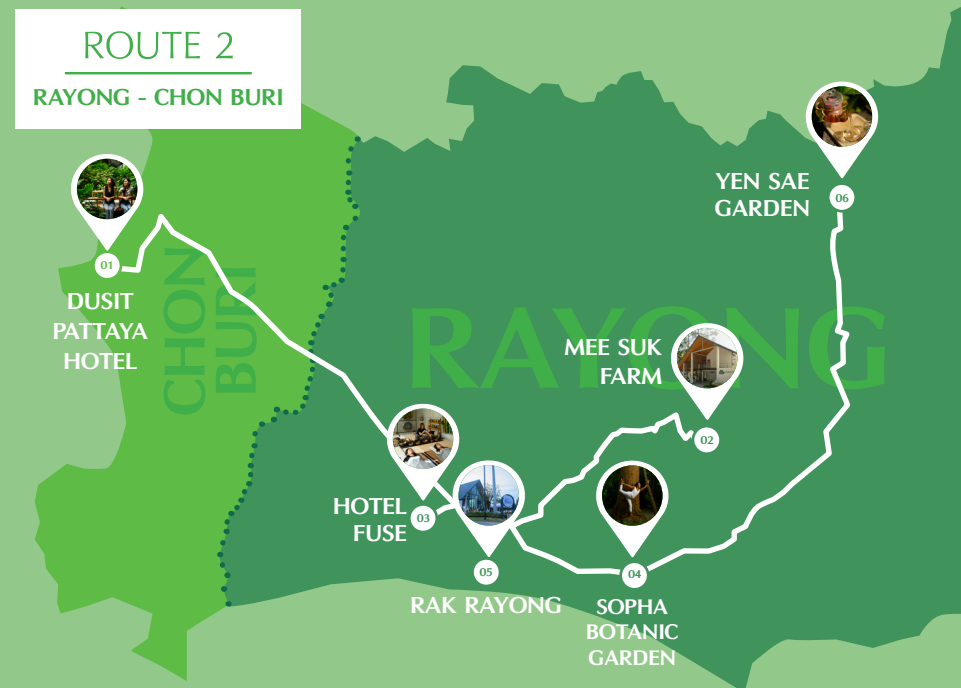 ROUTE 2
RAYONG - CHON BURI
01
DUSIT
PATTAYA
HOTEL
CHON
BURI
RAYONG
YEN SAE
GARDEN
06
MEE SUK
FARM
02
HOTEL
FUSE
03
05
RAK RAYONG
04
SOPHA
BOTANIC
GARDEN